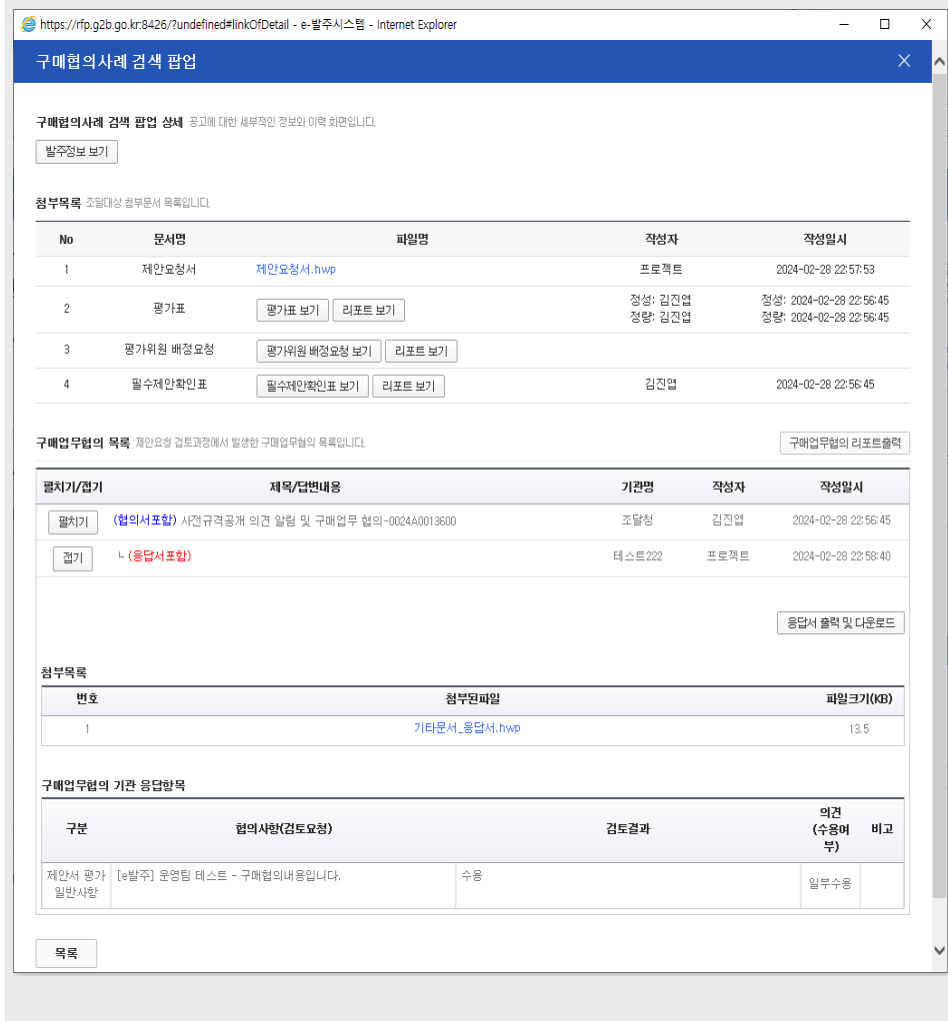 https://rfp.g2b.go.kr:8426/?undefined#linkOfDetail - e-발주시스템 - Internet Explorer
구매협의사례 검색 팝업
구매협의사례 검색 팝업 상세 공고에 대한 세부적인 정보와 이력 화면입니다.
발주정보 보기
첨부목록 조달대상 첨부문서 목록입니다.
No 문서명 파일명 작성자 작성일시
1 제안요청서 제안요청서.hwp 프로젝트 2024-02-28 22:57:53
2 평가표 평가표 보기 리포트 보기 정성: 김진엽 정성: 2024-02-28 22:56:45
정량: 김진엽 정량: 2024-02-28 22:56:45
3 평가위원 배정요청 평가위원 배정요청 보기 리포트 보기
4 필수제안확인표 필수제안확인표 보기 리포트 보기 김진엽 2024-02-28 22:56:45
구매업무협의 목록 제안요청 검토과정에서 발생한 구매업무협의 목록입니다. 구매업무협의 리포트출력
펼치기/접기 제목/답변내용 기관명 작성자 작성일시
펼치기 (협의서포함) 사전규격공개 의견 알림 및 구매업무 협의-0024A0013600 조달청 김진엽 2024-02-28 22:56:45
접기 ㄴ(응답서포함) 테스트222 프로젝트 2024-02-28 22:58:40
응답서 출력 및 다운로드
첨부목록
번호 첨부된파일 파일크기(KB)
1 기타문서_응답서.hwp 13.5
구매업무협의 기관 응답항목
구분 협의사항(검토요청) 검토결과 의견
(수용여
부) 비고
제안서 평가
일반사항 [e발주] 운영팀 테스트 - 구매협의내용입니다. 수용 일부수용
목록